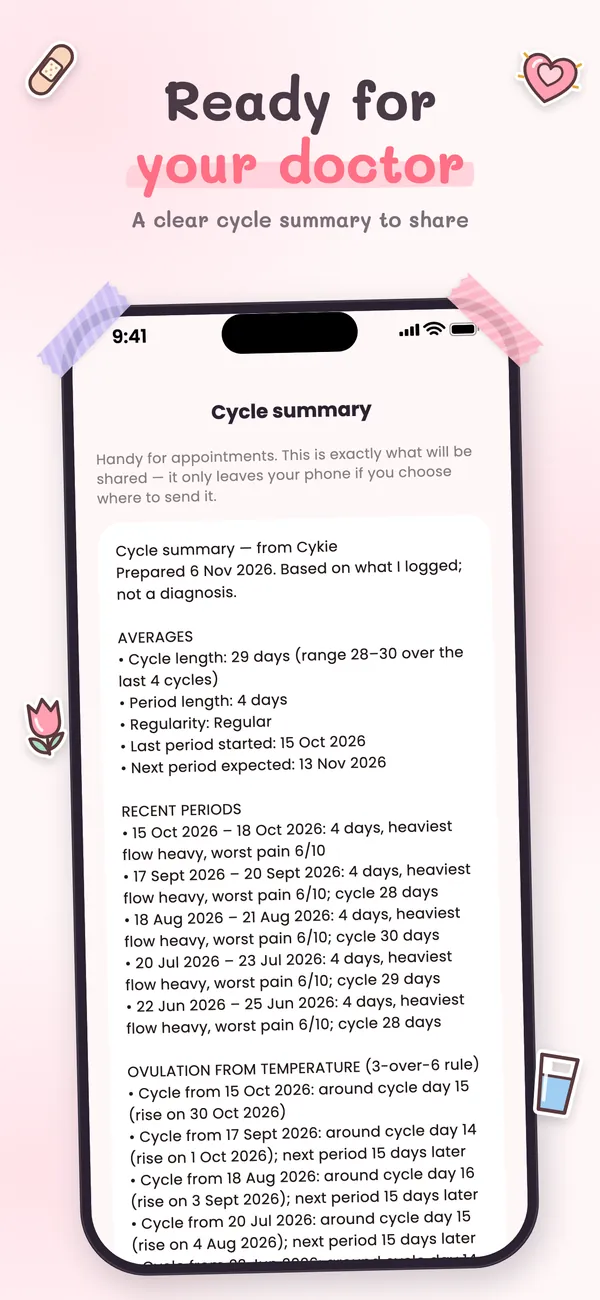 Ready for
your doctor
A clear cycle summary to share
9:41
Cycle summary
Handy for appointments. This is exactly what will be
shared — it only leaves your phone if you choose
where to send it.
Cycle summary — from Cykie
Prepared 6 Nov 2026. Based on what I logged;
not a diagnosis.
AVERAGES
• Cycle length: 29 days (range 28–30 over the
last 4 cycles)
• Period length: 4 days
• Regularity: Regular
• Last period started: 15 Oct 2026
• Next period expected: 13 Nov 2026
RECENT PERIODS
• 15 Oct 2026 – 18 Oct 2026: 4 days, heaviest
flow heavy, worst pain 6/10
• 17 Sept 2026 – 20 Sept 2026: 4 days, heaviest
flow heavy, worst pain 6/10; cycle 28 days
• 18 Aug 2026 – 21 Aug 2026: 4 days, heaviest
flow heavy, worst pain 6/10; cycle 30 days
• 20 Jul 2026 – 23 Jul 2026: 4 days, heaviest
flow heavy, worst pain 6/10; cycle 29 days
• 22 Jun 2026 – 25 Jun 2026: 4 days, heaviest
flow heavy, worst pain 6/10; cycle 28 days
OVULATION FROM TEMPERATURE (3-over-6 rule)
• Cycle from 15 Oct 2026: around cycle day 15
(rise on 30 Oct 2026)
• Cycle from 17 Sept 2026: around cycle day 14
(rise on 1 Oct 2026); next period 15 days later
• Cycle from 18 Aug 2026: around cycle day 16
(rise on 3 Sept 2026); next period 15 days later
• Cycle from 20 Jul 2026: around cycle day 15
(rise on 4 Aug 2026); next period 15 days later